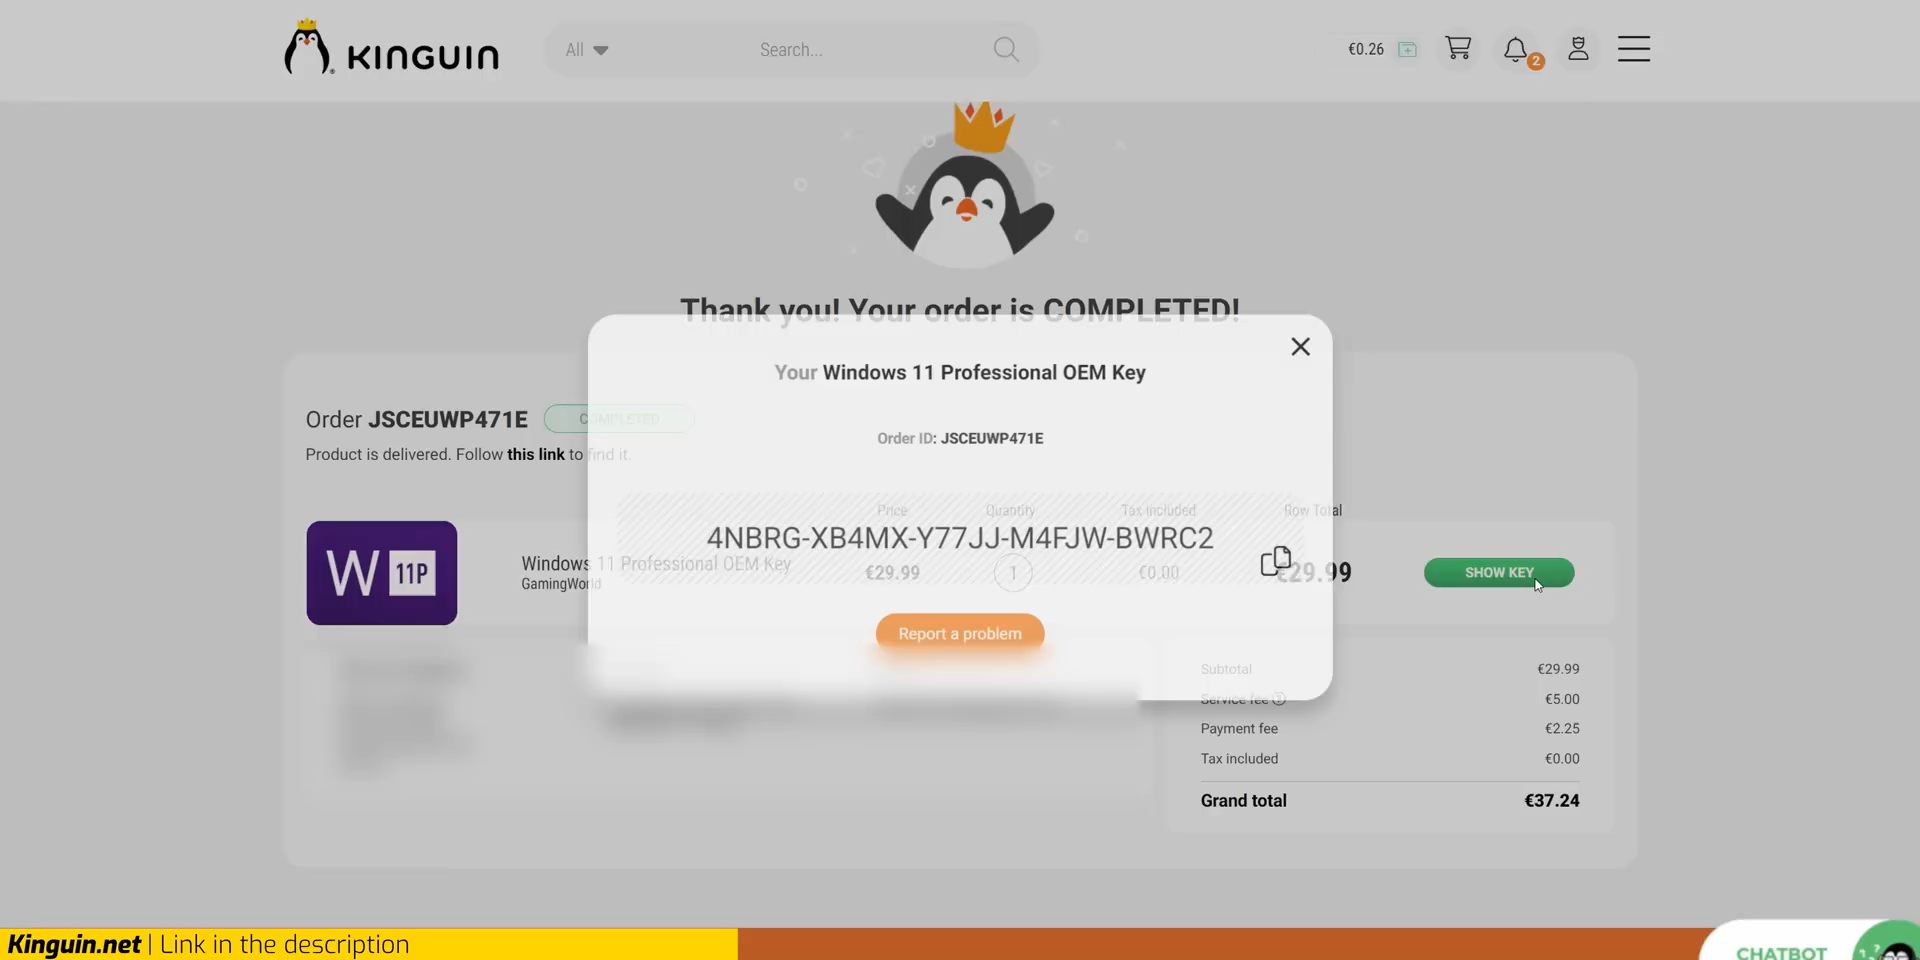 KINGUIN
All
Search...
€0.26
2
Thank you! Your order is COMPLETED!
Your Windows 11 Professional OEM Key
Order JSCEUWP471E
COMPLETED
Order ID: JSCEUWP471E
Product is delivered. Follow this link to find it.
Price
Quantity
Tax included
Row Total
4NBRG-XB4MX-Y77JJ-M4FJW-BWRC2
W 11P
Windows 11 Professional OEM Key
GamingWorld
€29.99
1
€0.00
€29.99
SHOW KEY
Report a problem
Subtotal €29.99
Service fee €5.00
Payment fee €2.25
Tax included €0.00
Grand total €37.24
Kinguin.net | Link in the description
CHATBOT